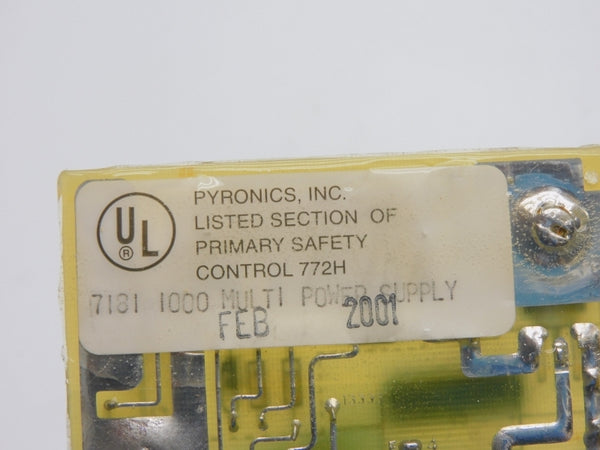 UL
®
PYRONICS, INC.
LISTED SECTION OF
PRIMARY SAFETY
CONTROL 772H
7181 1000 MULTI POWER SUPPLY
FEB 2001